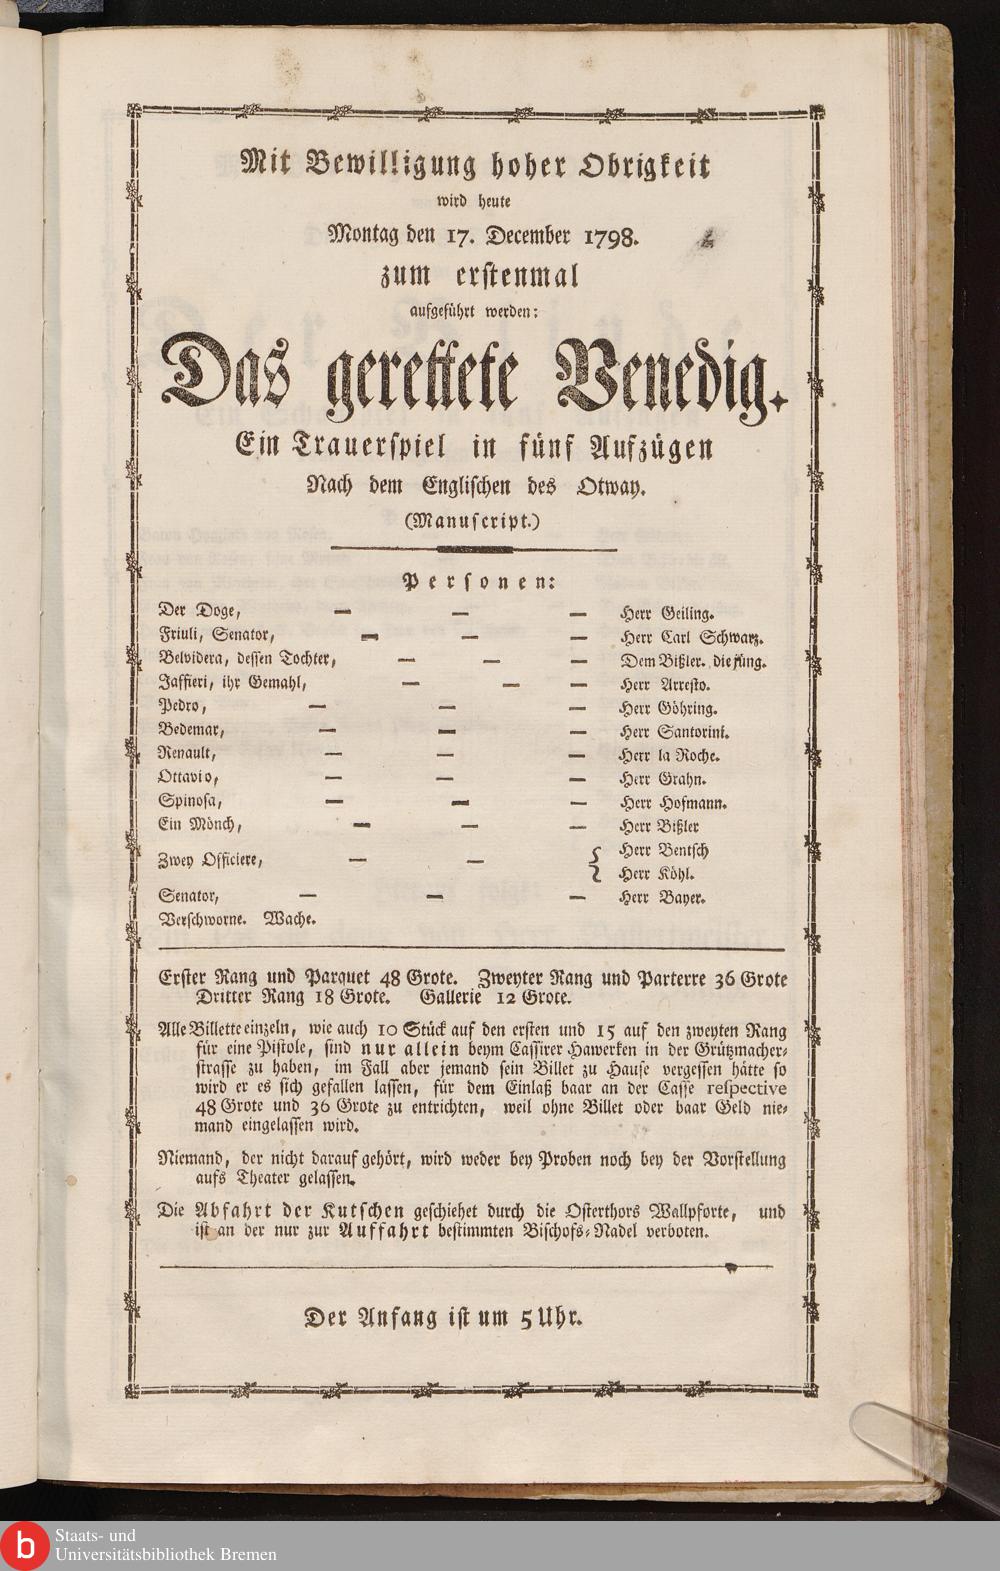 Mit Bewilligung hoher Obrigkeit
wird heute
Montag den 17. December 1798.
zum erstenmal
aufgeführt werden:
Das gerettete Venedig.
Ein Trauerspiel in fünf Aufzügen
Nach dem Englischen des Otway.
(Manuscript.)
Personen:
Der Doge, — — — Herr Geiling.
Friuli, Senator, — — — Herr Carl Schwarz.
Belvidera, dessen Tochter, — — — Dem Bißler. die jüng.
Jaffieri, ihr Gemahl, — — — Herr Arresto.
Pedro, — — — Herr Göhring.
Bedemar, — — — Herr Santorini.
Renault, — — — Herr la Roche.
Ottavio, — — — Herr Grahn.
Spinosa, — — — Herr Hofmann.
Ein Mönch, — — — Herr Bißler
Zwey Officiere, — — { Herr Bentsch
Herr Köhl.
Senator, — — — Herr Bayer.
Verschworne. Wache.
Erster Rang und Parquet 48 Grote. Zweyter Rang und Parterre 36 Grote
Dritter Rang 18 Grote. Gallerie 12 Grote.
Alle Billette einzeln, wie auch 10 Stück auf den ersten und 15 auf den zweyten Rang
für eine Pistole, sind nur allein beym Cassirer Hawerken in der Grützmacher-
strasse zu haben, im Fall aber jemand sein Billet zu Hause vergessen hätte so
wird er es sich gefallen lassen, für dem Einlaß baar an der Casse respective
48 Grote und 36 Grote zu entrichten, weil ohne Billet oder baar Geld nie-
mand eingelassen wird.
Niemand, der nicht darauf gehört, wird weder bey Proben noch bey der Vorstellung
aufs Theater gelassen.
Die Abfahrt der Kutschen geschiehet durch die Osterthors Wallpforte, und
ist an der nur zur Auffahrt bestimmten Bischofs-Nadel verboten.
Der Anfang ist um 5 Uhr.
b Staats- und
Universitätsbibliothek Bremen